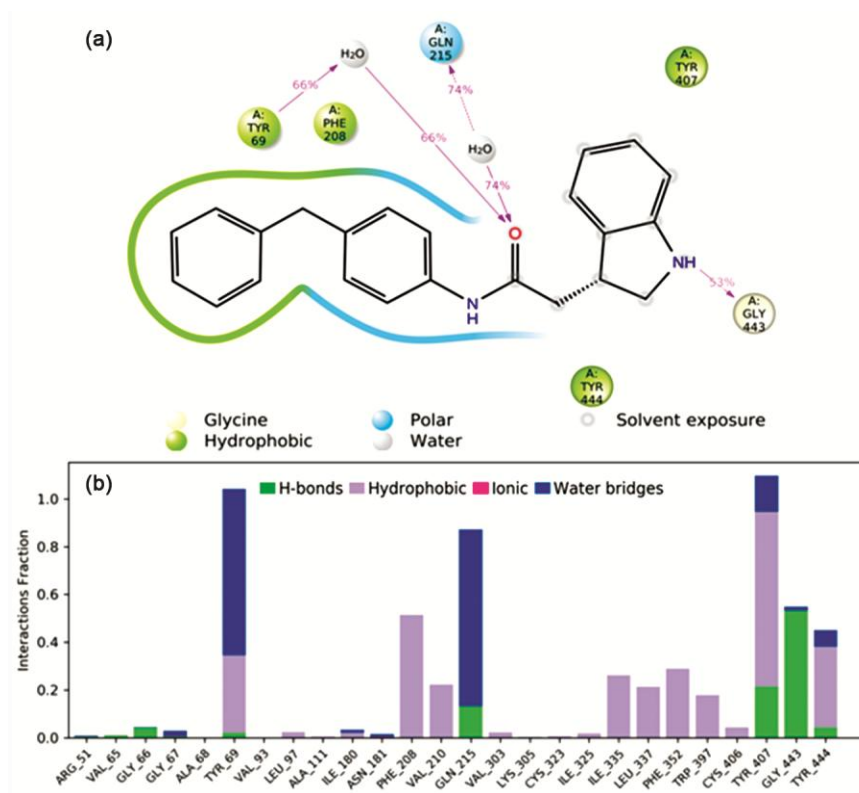 (a)
H₂O
A:
GLN
215
A:
TYR
407
66%
74%
A:
TYR
69
A:
PHE
208
66%
H₂O
74%
O
NH
53%
N
H
A:
GLY
443
A:
TYR
444
Glycine
Polar
Solvent exposure
Hydrophobic
Water
(b)
H-bonds Hydrophobic Ionic Water bridges
Interactions Fraction
1.0
0.8
0.6
0.4
0.2
0.0
ARG_51
VAL_65
GLY_66
GLY_67
ALA_68
TYR_69
VAL_93
LEU_97
ALA_111
ILE_180
ASN_181
PHE_208
VAL_210
GLN_215
VAL_303
LYS_305
CYS_323
ILE_325
ILE_335
LEU_337
PHE_352
TRP_397
CYS_406
TYR_407
GLY_443
TYR_444